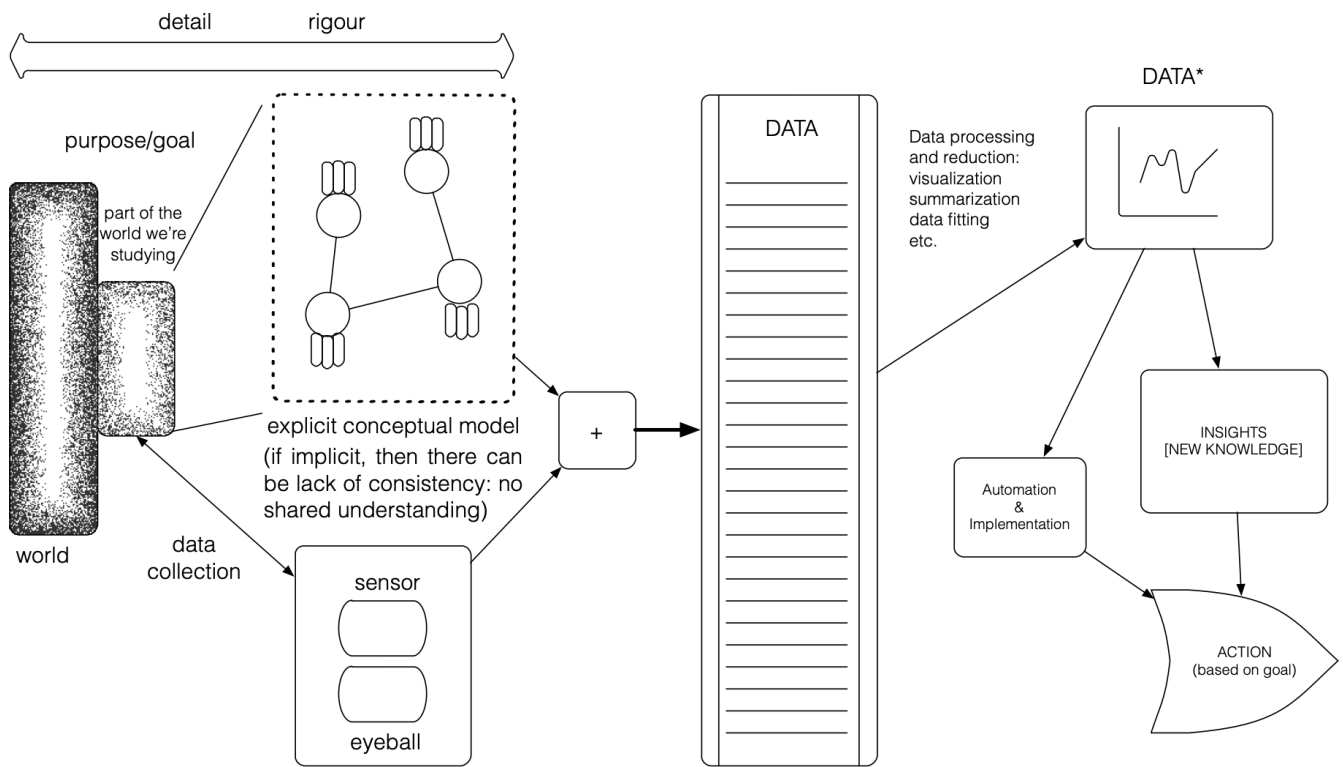 detail rigour
purpose/goal
part of the
world we're
studying
world
explicit conceptual model
(if implicit, then there can
be lack of consistency: no
shared understanding)
data
collection
sensor
eyeball
+
DATA
Data processing
and reduction:
visualization
summarization
data fitting
etc.
DATA*
INSIGHTS
[NEW KNOWLEDGE]
Automation
&
Implementation
ACTION
(based on goal)